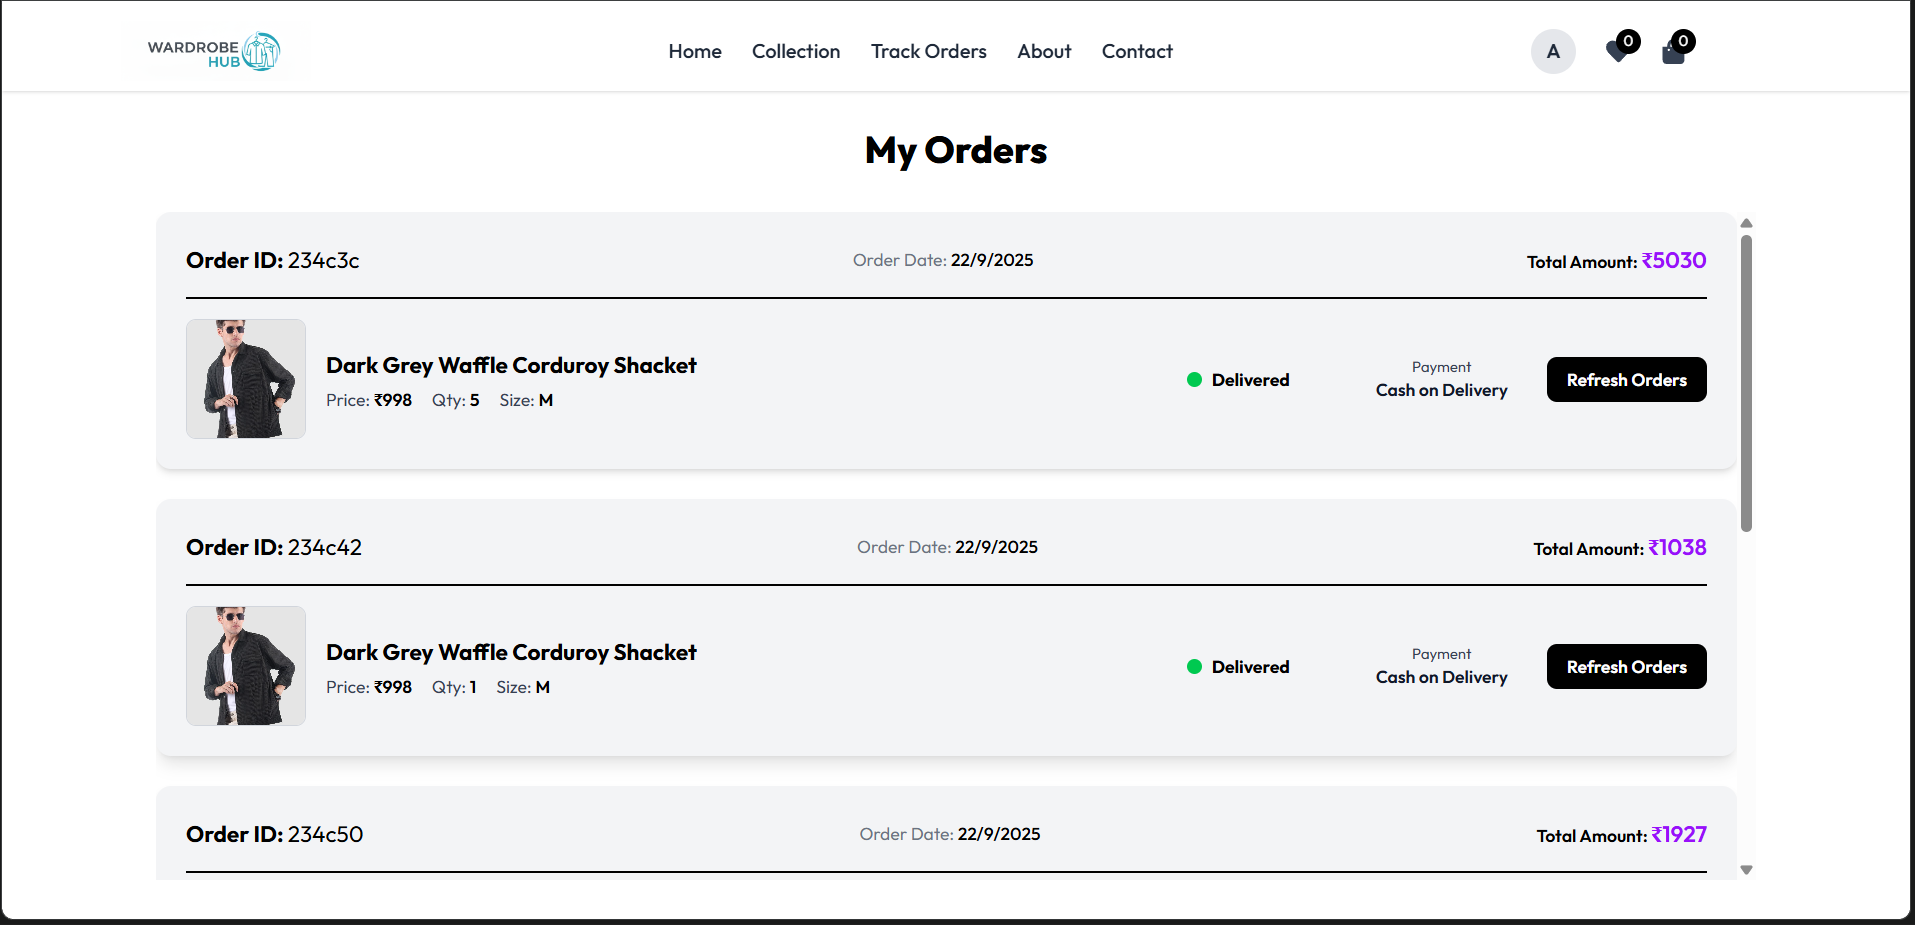 WARDROBE
HUB
Home Collection Track Orders About Contact
A 0 0
My Orders
Order ID: 234c3c Order Date: 22/9/2025 Total Amount: ₹5030
Dark Grey Waffle Corduroy Shacket
Price: ₹998 Qty: 5 Size: M
Delivered
Payment
Cash on Delivery
Refresh Orders
Order ID: 234c42 Order Date: 22/9/2025 Total Amount: ₹1038
Dark Grey Waffle Corduroy Shacket
Price: ₹998 Qty: 1 Size: M
Delivered
Payment
Cash on Delivery
Refresh Orders
Order ID: 234c50 Order Date: 22/9/2025 Total Amount: ₹1927